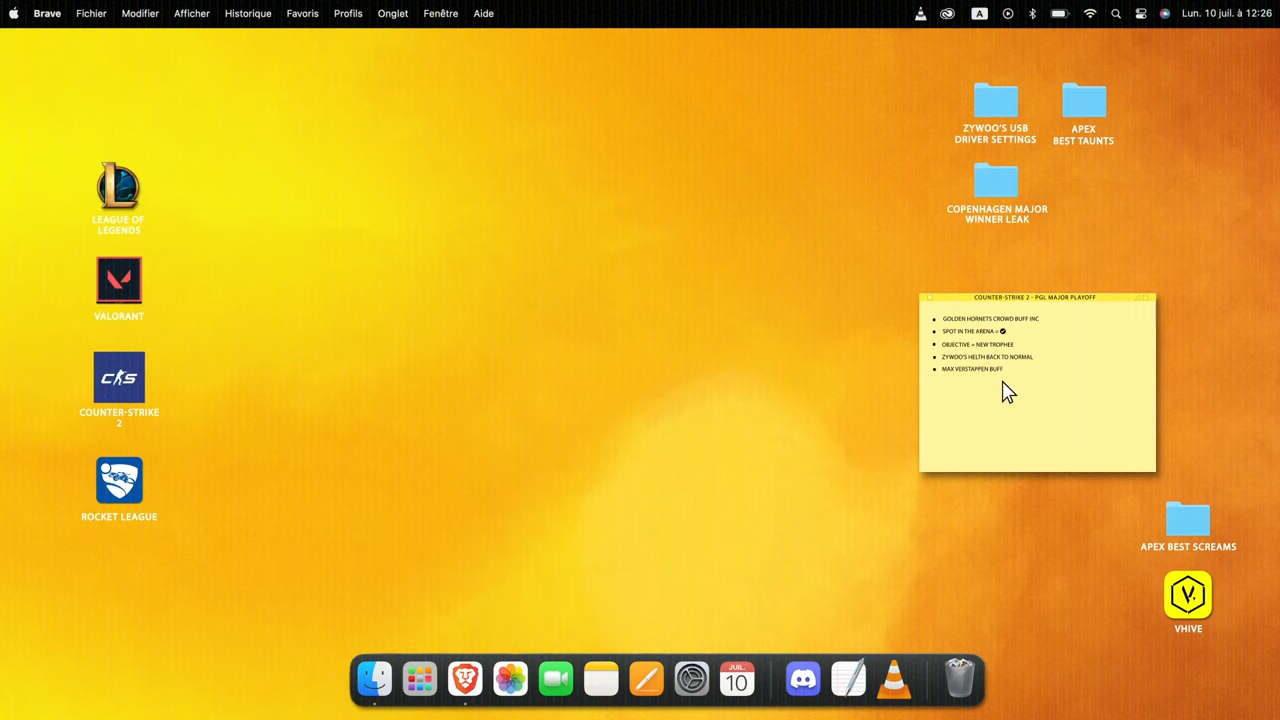 Brave Fichier Modifier Afficher Historique Favoris Profils Onglet Fenêtre Aide A Lun. 10 juil. à 12:26
ZYWOO'S USB
DRIVER SETTINGS
APEX
BEST TAUNTS
COPENHAGEN MAJOR
WINNER LEAK
LEAGUE OF
LEGENDS
VALORANT
CS
COUNTER-STRIKE
2
ROCKET LEAGUE
COUNTER-STRIKE 2 - PGL MAJOR PLAYOFF
GOLDEN HORNETS CROWD BUFF INC
SPOT IN THE ARENA =
OBJECTIVE = NEW TROPHEE
ZYWOO'S HELTH BACK TO NORMAL
MAX VERSTAPPEN BUFF
APEX BEST SCREAMS
V.
VHIVE
JUIL.
10